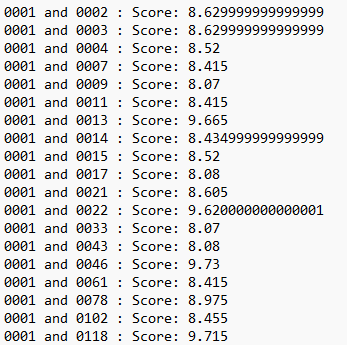 0001 and 0002 : Score: 8.629999999999999
0001 and 0003 : Score: 8.629999999999999
0001 and 0004 : Score: 8.52
0001 and 0007 : Score: 8.415
0001 and 0009 : Score: 8.07
0001 and 0011 : Score: 8.415
0001 and 0013 : Score: 9.665
0001 and 0014 : Score: 8.434999999999999
0001 and 0015 : Score: 8.52
0001 and 0017 : Score: 8.08
0001 and 0021 : Score: 8.605
0001 and 0022 : Score: 9.620000000000001
0001 and 0033 : Score: 8.07
0001 and 0043 : Score: 8.08
0001 and 0046 : Score: 9.73
0001 and 0061 : Score: 8.415
0001 and 0078 : Score: 8.975
0001 and 0102 : Score: 8.455
0001 and 0118 : Score: 9.715